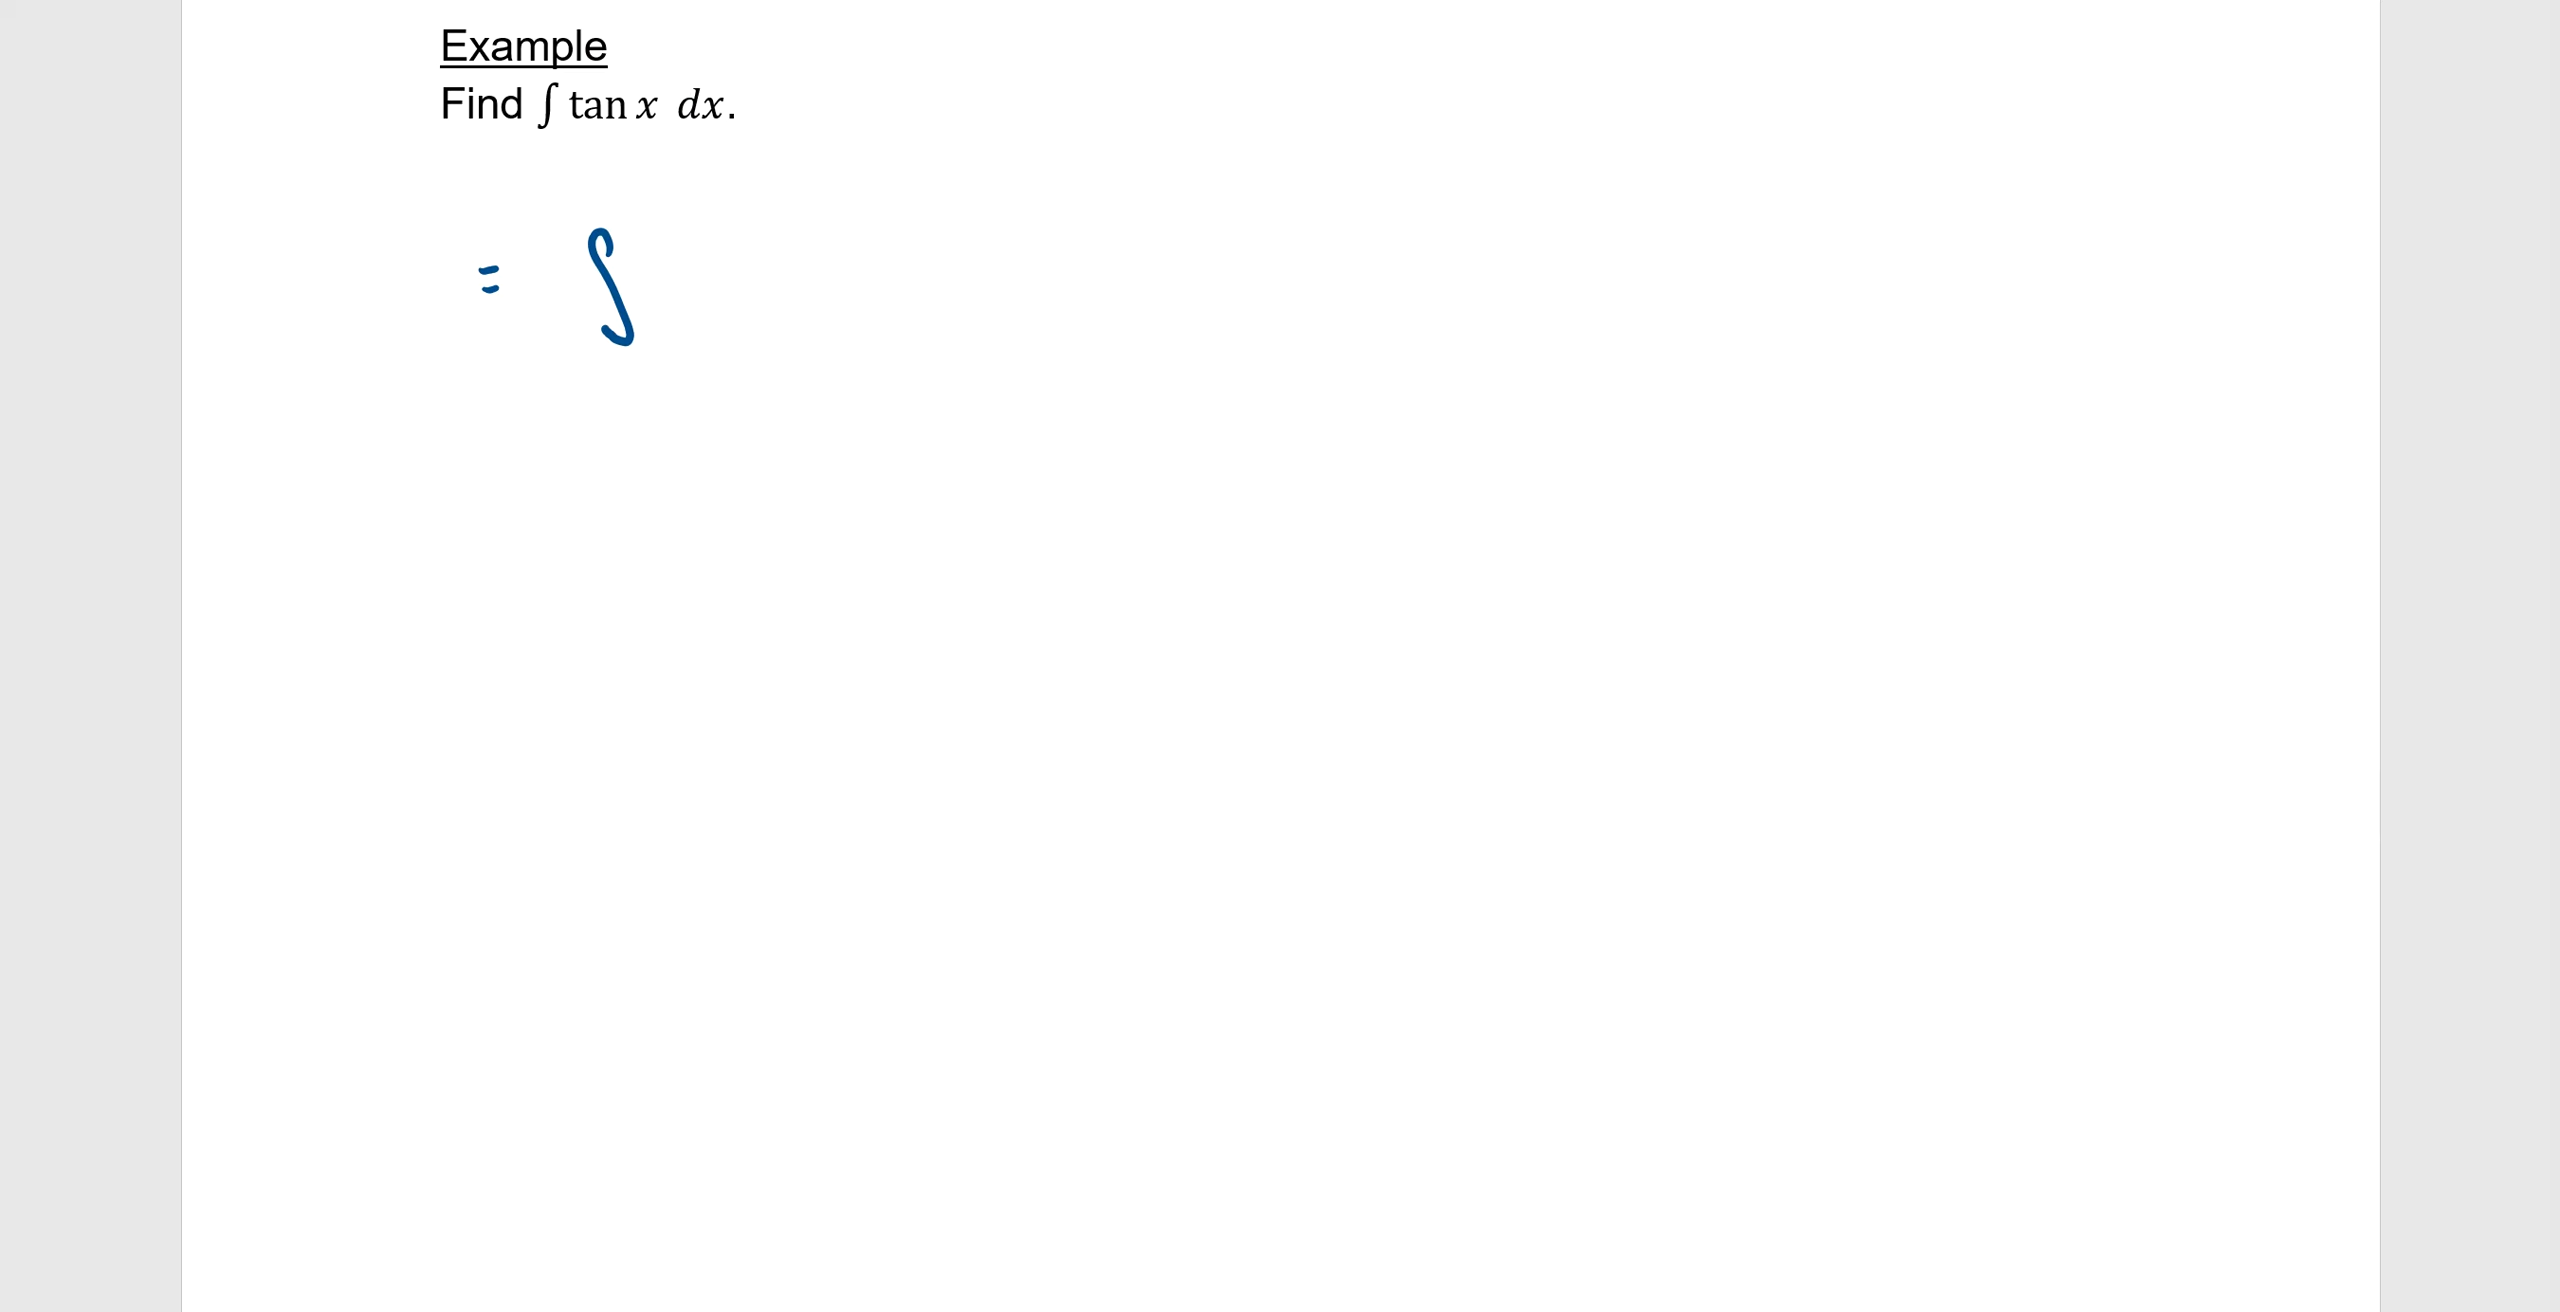 Example
Find ∫ tan x dx.
= ∫